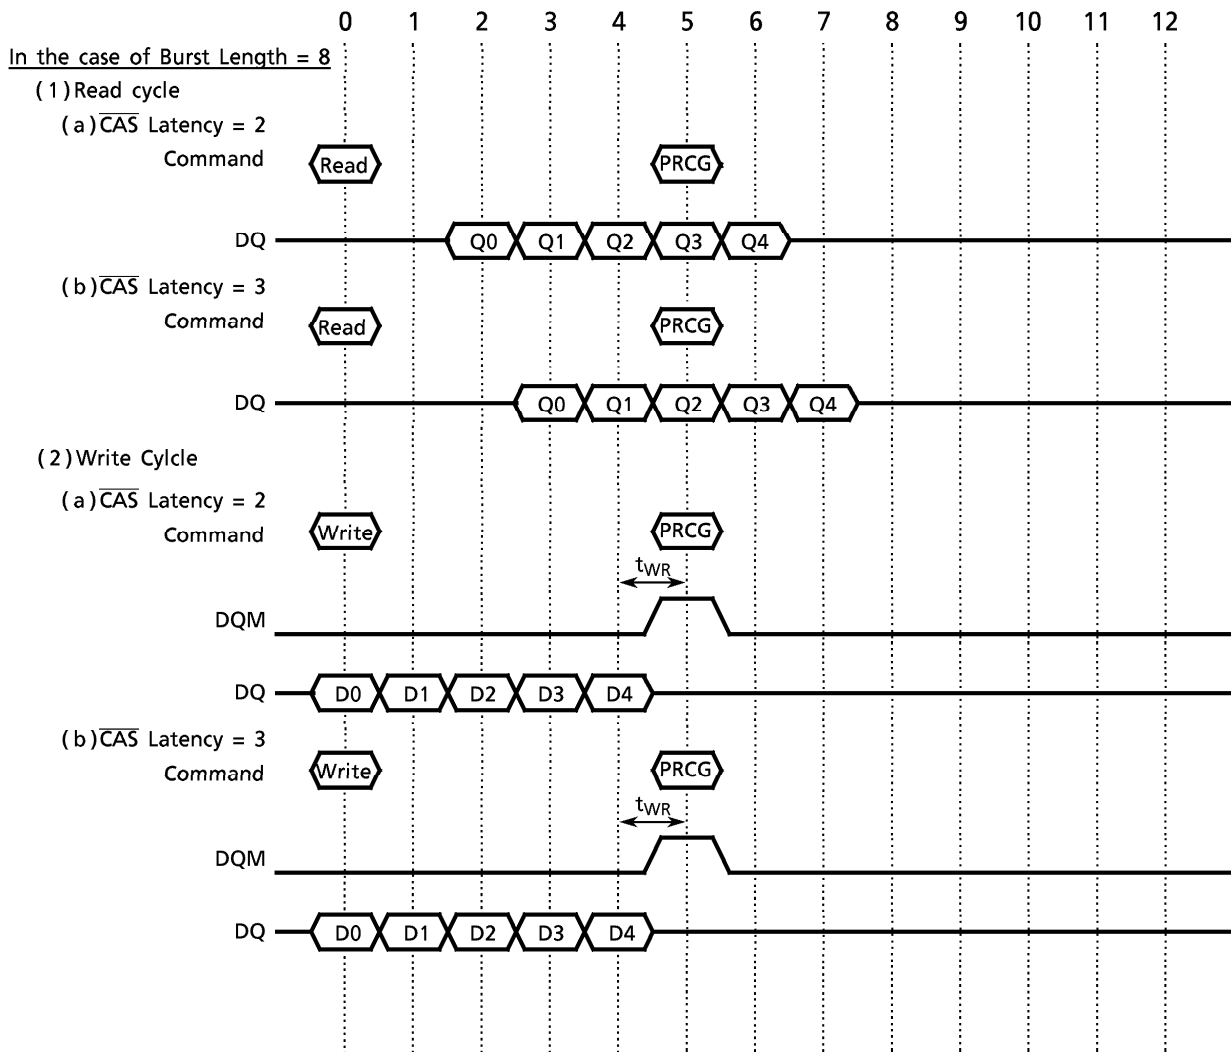 0 1 2 3 4 5 6 7 8 9 10 11 12
In the case of Burst Length = 8
(1) Read cycle
(a) CAS Latency = 2
Command Read PRCG
DQ Q0 Q1 Q2 Q3 Q4
(b) CAS Latency = 3
Command Read PRCG
DQ Q0 Q1 Q2 Q3 Q4
(2) Write Cylcle
(a) CAS Latency = 2
Command Write PRCG
tWR
DQM
DQ D0 D1 D2 D3 D4
(b) CAS Latency = 3
Command Write PRCG
tWR
DQM
DQ D0 D1 D2 D3 D4